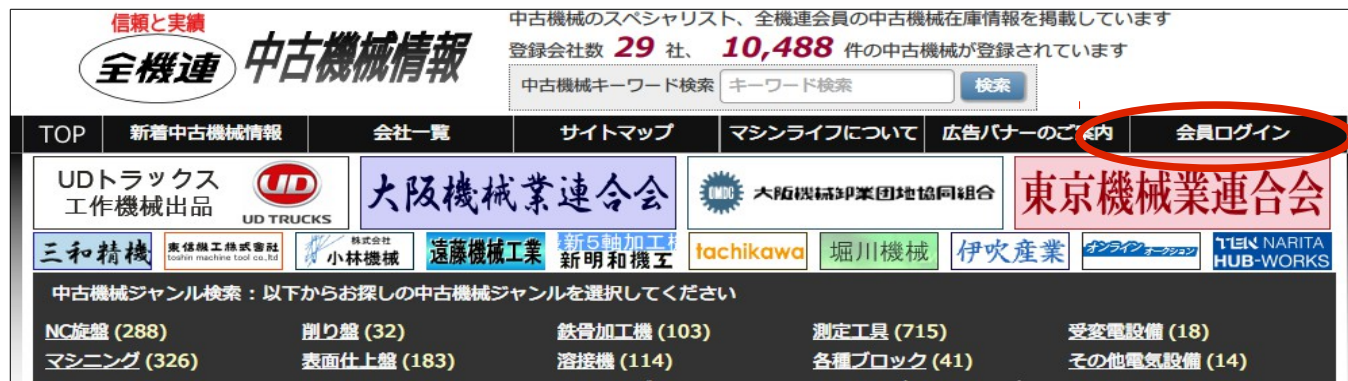 信頼と実績
全機連
中古機械情報
中古機械のスペシャリスト、全機連会員の中古機械在庫情報を掲載しています
登録会社数 29 社、 10,488 件の中古機械が登録されています
中古機械キーワード検索 キーワード検索 検索
TOP 新着中古機械情報 会社一覧 サイトマップ マシンライフについて 広告バナーのご案内 会員ログイン
UDトラックス
工作機械出品
UD
UD TRUCKS
大阪機械業連合会
OMDC
大阪機械卸業団地協同組合
東京機械業連合会
三和精機
東信機工株式會社
toshin machine tool co.,ltd
株式会社
小林機械
遠藤機械工業
新5軸加工機
新明和機工
tachikawa
堀川機械
伊吹産業
オンラインオークション
TEN NARITA
HUB-WORKS
中古機械ジャンル検索：以下からお探しの中古機械ジャンルを選択してください
NC旋盤 (288) 削り盤 (32) 鉄骨加工機 (103) 測定工具 (715) 受変電設備 (18)
マシニング (326) 表面仕上盤 (183) 溶接機 (114) 各種ブロック (41) その他電気設備 (14)